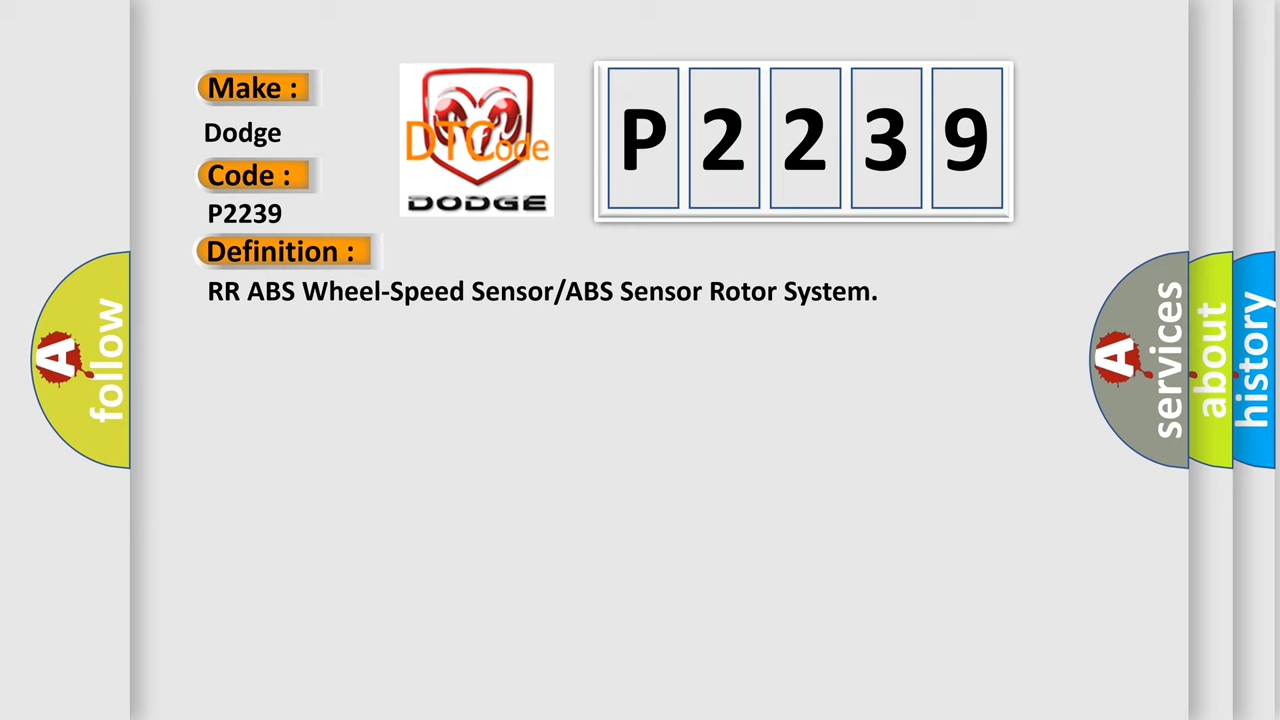 Make :
Dodge
Code :
P2239
Definition :
RR ABS Wheel-Speed Sensor/ABS Sensor Rotor System.
DTCode
DODGE
P 2 2 3 9
A follow
A services
about
history